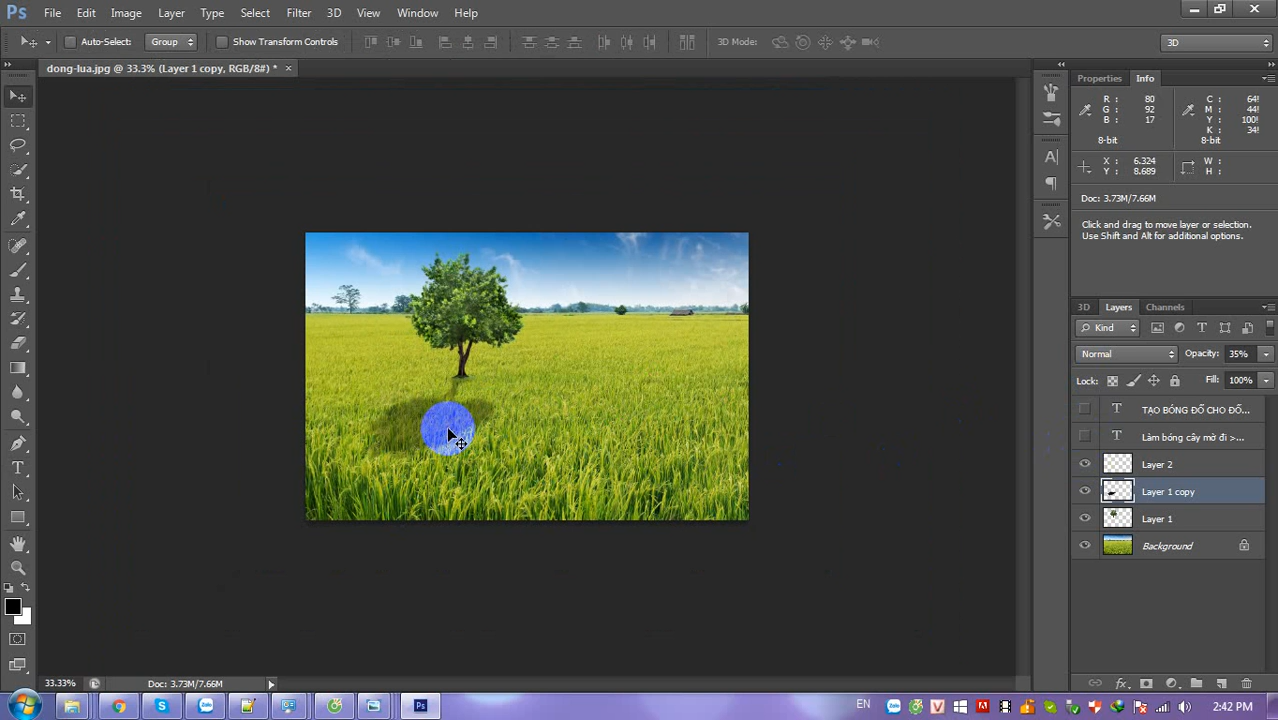 Ps File Edit Image Layer Type Select Filter 3D View Window Help
Auto-Select: Group Show Transform Controls 3D Mode: 3D
dong-lua.jpg @ 33.3% (Layer 1 copy, RGB/8#) * ×
Properties Info
R : 80 C : 64!
G : 92 M : 44!
B : 17 Y : 100!
K : 34!
8-bit 8-bit
X : 6.324 W :
Y : 8.689 H :
Doc: 3.73M/7.66M
Click and drag to move layer or selection.
Use Shift and Alt for additional options.
3D Layers Channels
Kind
Normal Opacity: 35%
Lock: Fill: 100%
TẠO BÓNG ĐỔ CHO ĐỐ...
Làm bóng cây mờ đi >...
Layer 2
Layer 1 copy
Layer 1
Background
33.33% Doc: 3.73M/7.66M
EN 2:42 PM